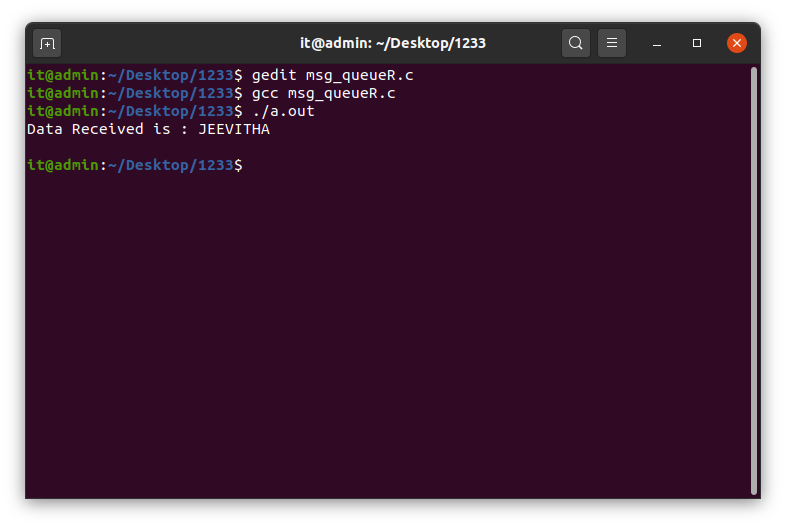 it@admin: ~/Desktop/1233
it@admin:~/Desktop/1233$ gedit msg_queueR.c
it@admin:~/Desktop/1233$ gcc msg_queueR.c
it@admin:~/Desktop/1233$ ./a.out
Data Received is : JEEVITHA
it@admin:~/Desktop/1233$